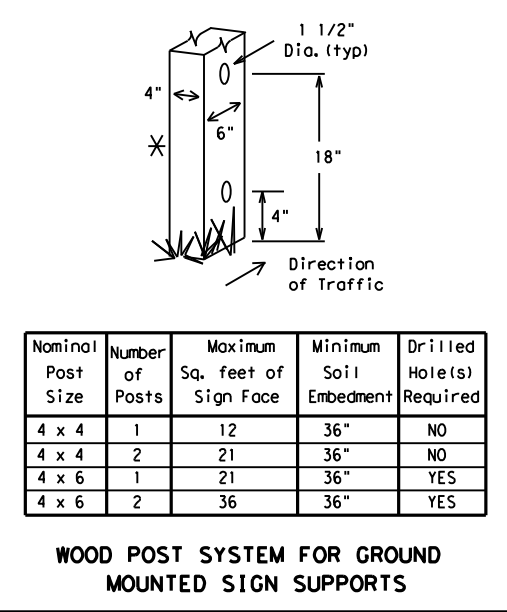 1 1/2"
Dia. (typ)
4"
6"
18"
4"
Direction
of Traffic
Nominal Post Size | Number of Posts | Maximum Sq. feet of Sign Face | Minimum Soil Embedment | Drilled Hole(s) Required
4 x 4 | 1 | 12 | 36" | NO
4 x 4 | 2 | 21 | 36" | NO
4 x 6 | 1 | 21 | 36" | YES
4 x 6 | 2 | 36 | 36" | YES
WOOD POST SYSTEM FOR GROUND
MOUNTED SIGN SUPPORTS